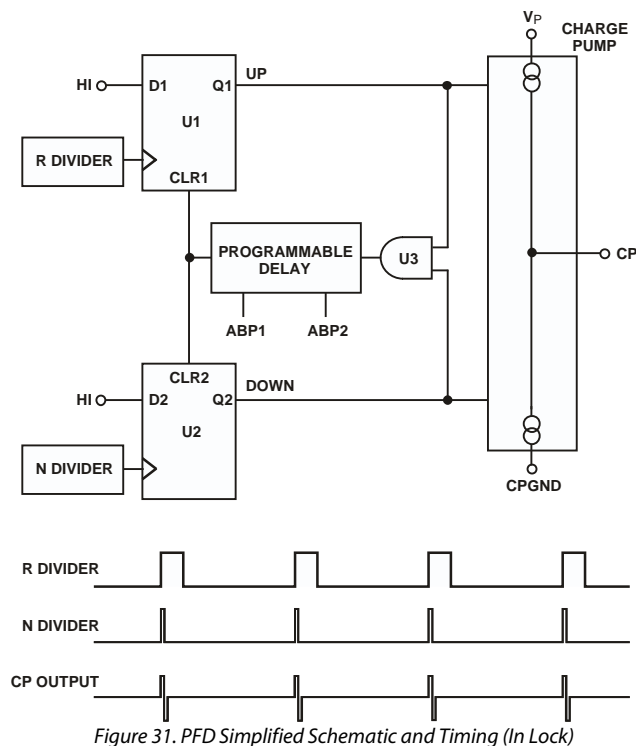 VP
CHARGE
PUMP
UP
HI
D1
Q1
U1
R DIVIDER
CLR1
PROGRAMMABLE
DELAY
U3
CP
ABP1
ABP2
CLR2
DOWN
HI
D2
Q2
U2
N DIVIDER
CPGND
R DIVIDER
N DIVIDER
CP OUTPUT
Figure 31. PFD Simplified Schematic and Timing (In Lock)